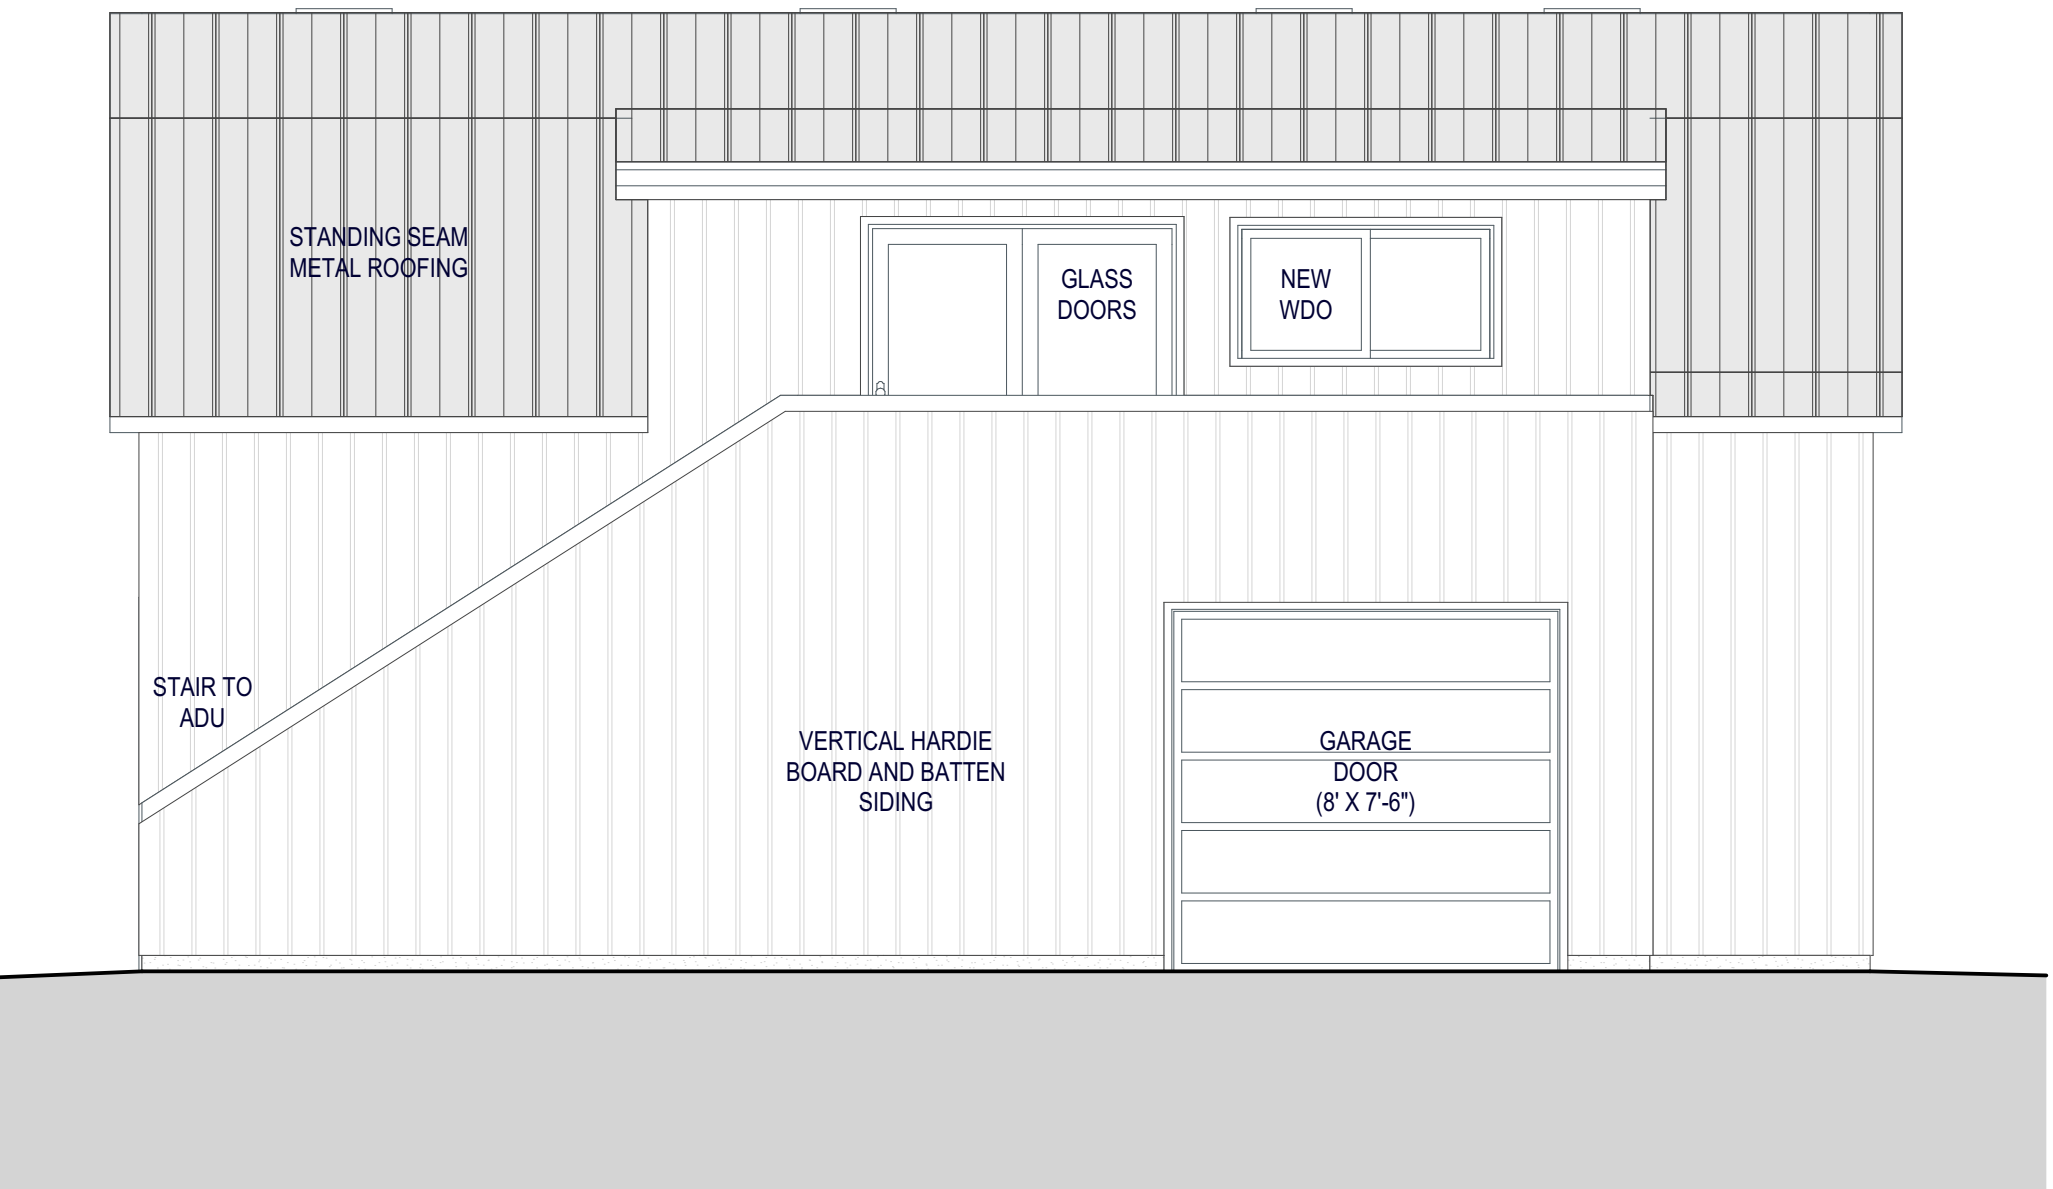 STANDING SEAM
METAL ROOFING
GLASS
DOORS
NEW
WDO
STAIR TO
ADU
VERTICAL HARDIE
BOARD AND BATTEN
SIDING
GARAGE
DOOR
(8' X 7'-6")